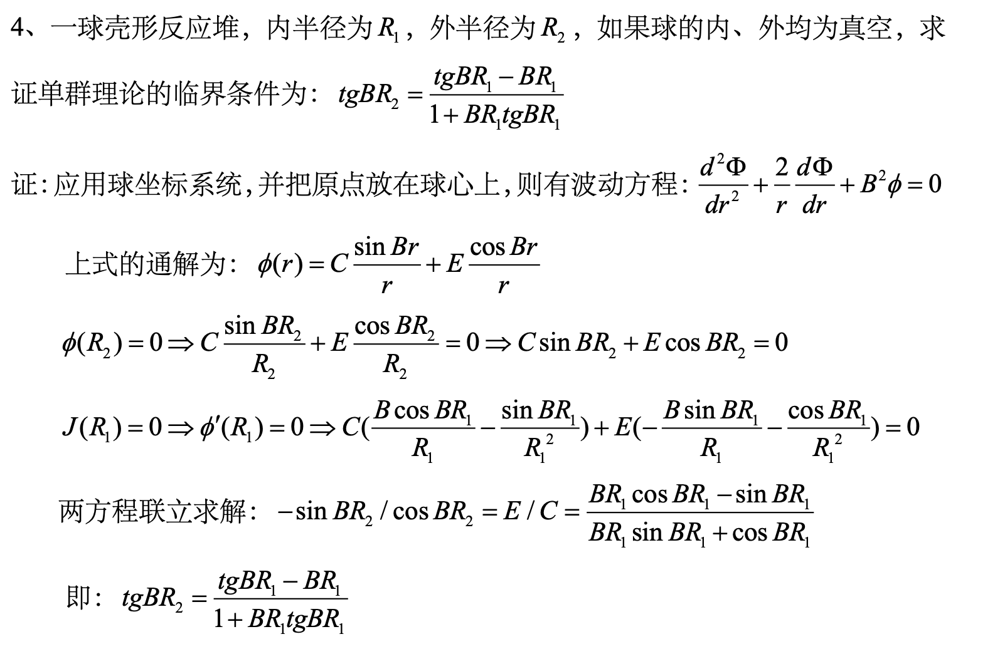 4、一球壳形反应堆，内半径为 $R_1$，外半径为 $R_2$，如果球的内、外均为真空，求
证单群理论的临界条件为： $tgBR_2 = \frac{tgBR_1 - BR_1}{1 + BR_1 tgBR_1}$
证：应用球坐标系统，并把原点放在球心上，则有波动方程： $\frac{d^2\Phi}{dr^2} + \frac{2}{r}\frac{d\Phi}{dr} + B^2\phi = 0$
上式的通解为： $\phi(r) = C\frac{\sin Br}{r} + E\frac{\cos Br}{r}$
$\phi(R_2) = 0 \Rightarrow C\frac{\sin BR_2}{R_2} + E\frac{\cos BR_2}{R_2} = 0 \Rightarrow C\sin BR_2 + E\cos BR_2 = 0$
$J(R_1) = 0 \Rightarrow \phi'(R_1) = 0 \Rightarrow C(\frac{B\cos BR_1}{R_1} - \frac{\sin BR_1}{R_1^2}) + E(-\frac{B\sin BR_1}{R_1} - \frac{\cos BR_1}{R_1^2}) = 0$
两方程联立求解： $-\sin BR_2 / \cos BR_2 = E / C = \frac{BR_1\cos BR_1 - \sin BR_1}{BR_1\sin BR_1 + \cos BR_1}$
即： $tgBR_2 = \frac{tgBR_1 - BR_1}{1 + BR_1 tgBR_1}$